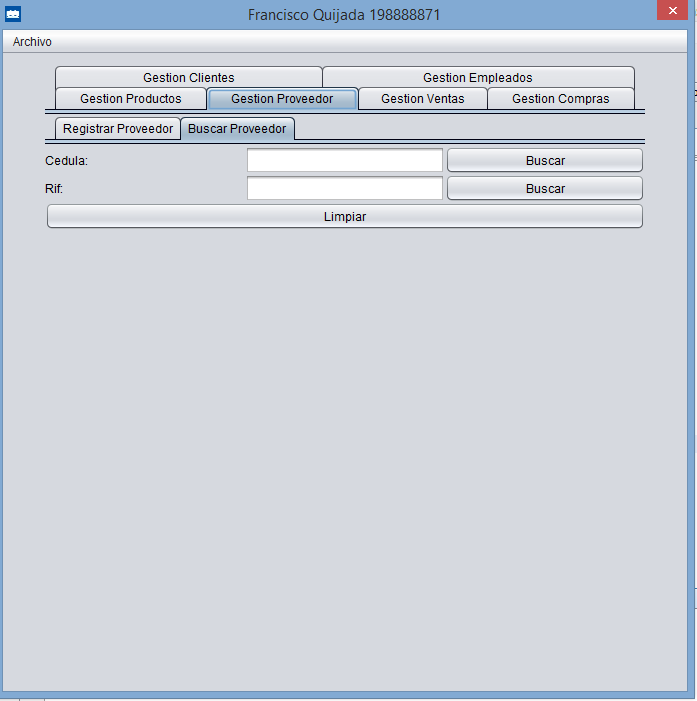 Francisco Quijada 198888871
Archivo
Gestion Clientes Gestion Empleados
Gestion Productos Gestion Proveedor Gestion Ventas Gestion Compras
Registrar Proveedor Buscar Proveedor
Cedula: Buscar
Rif: Buscar
Limpiar